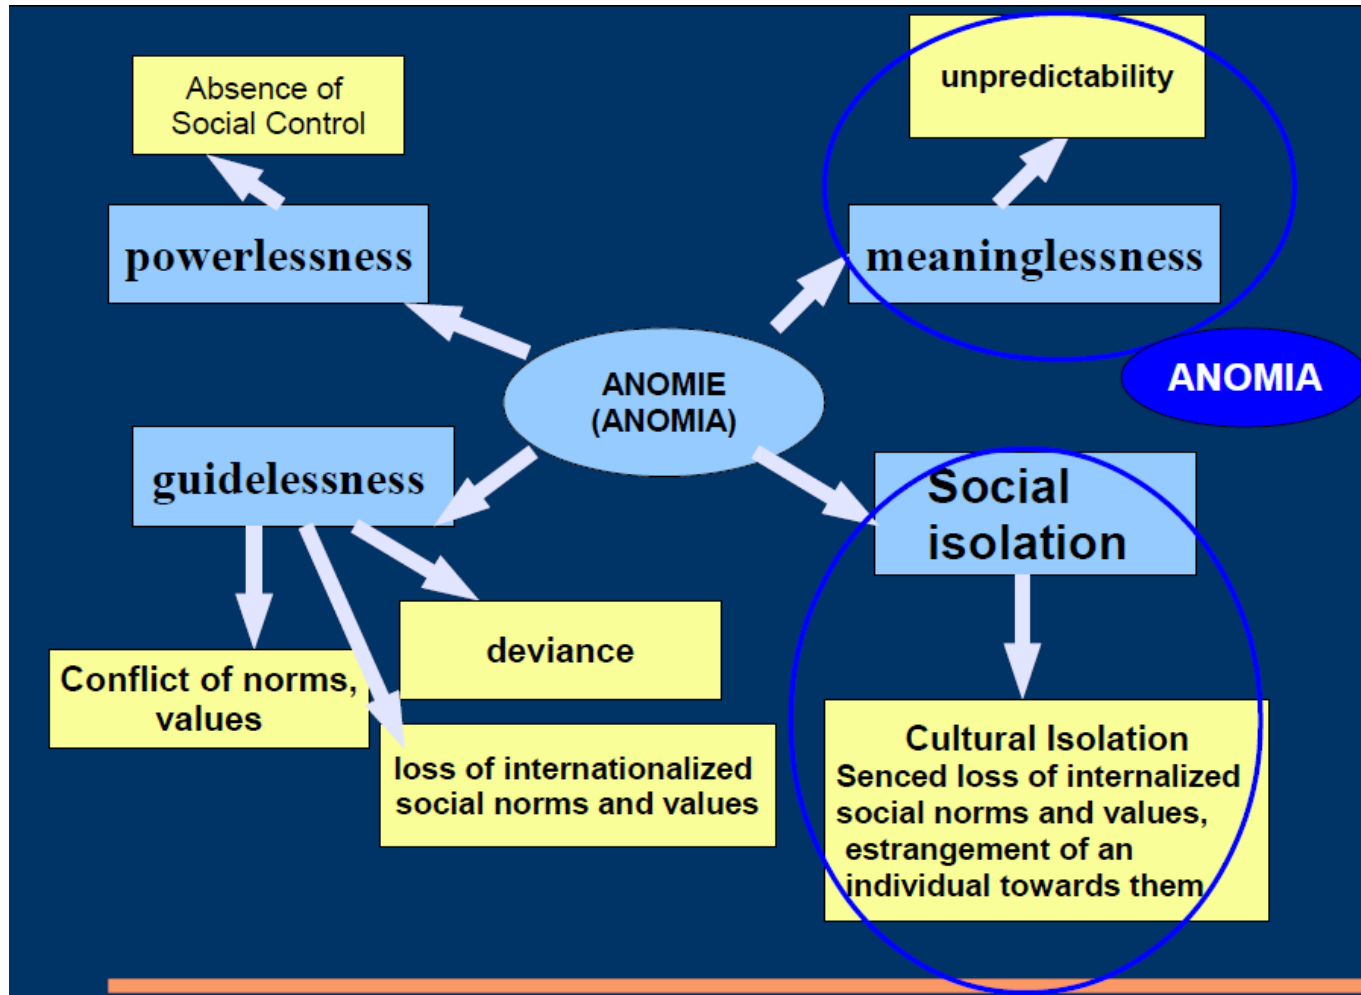 Absence of
Social Control
unpredictability
powerlessness
meaninglessness
ANOMIE
(ANOMIA)
ANOMIA
guidelessness
Social
isolation
deviance
Conflict of norms,
values
loss of internationalized
social norms and values
Cultural Isolation
Senced loss of internalized
social norms and values,
estrangement of an
individual towards them